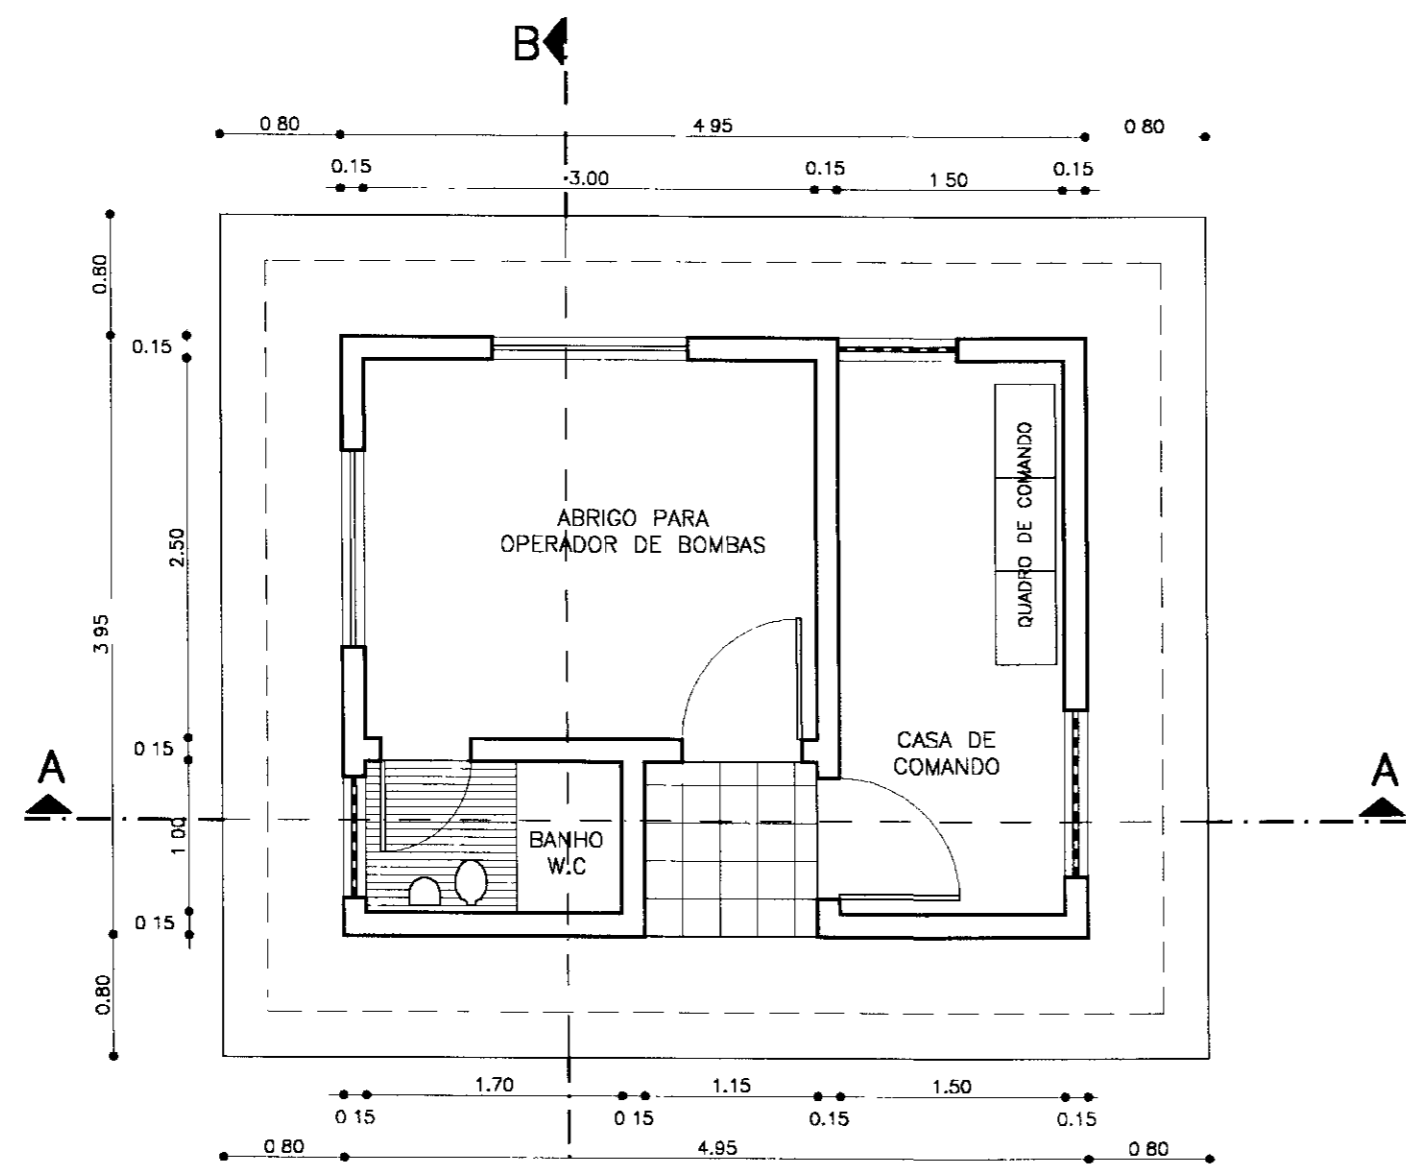 B
0 80
4 95
0 80
0.15
3.00
0.15
1 50
0.15
0.80
0.15
2.50
3 95
0 15
1 00
0 15
0.80
ABRIGO PARA
OPERADOR DE BOMBAS
QUADRO DE COMANDO
CASA DE
COMANDO
BANHO
W.C
A
A
1.70
1.15
1.50
0 15
0 15
0.15
0.15
0 80
4.95
0 80